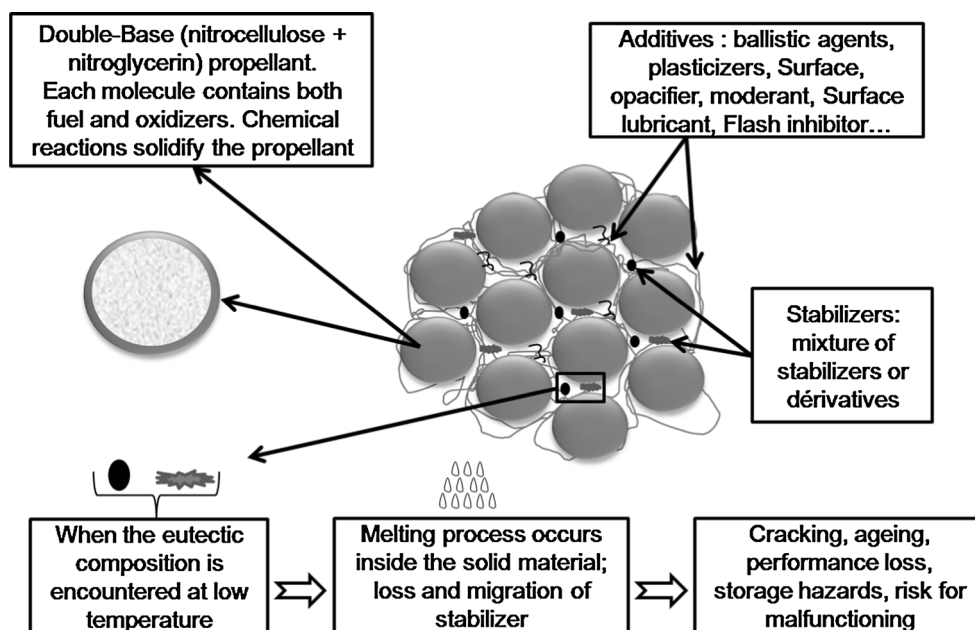 Double-Base (nitrocellulose +
nitroglycerin) propellant.
Each molecule contains both
fuel and oxidizers. Chemical
reactions solidify the propellant
Additives : ballistic agents,
plasticizers, Surface,
opacifier, moderant, Surface
lubricant, Flash inhibitor...
Stabilizers:
mixture of
stabilizers or
dérivatives
When the eutectic
composition is
encountered at low
temperature
Melting process occurs
inside the solid material;
loss and migration of
stabilizer
Cracking, ageing,
performance loss,
storage hazards, risk for
malfunctioning